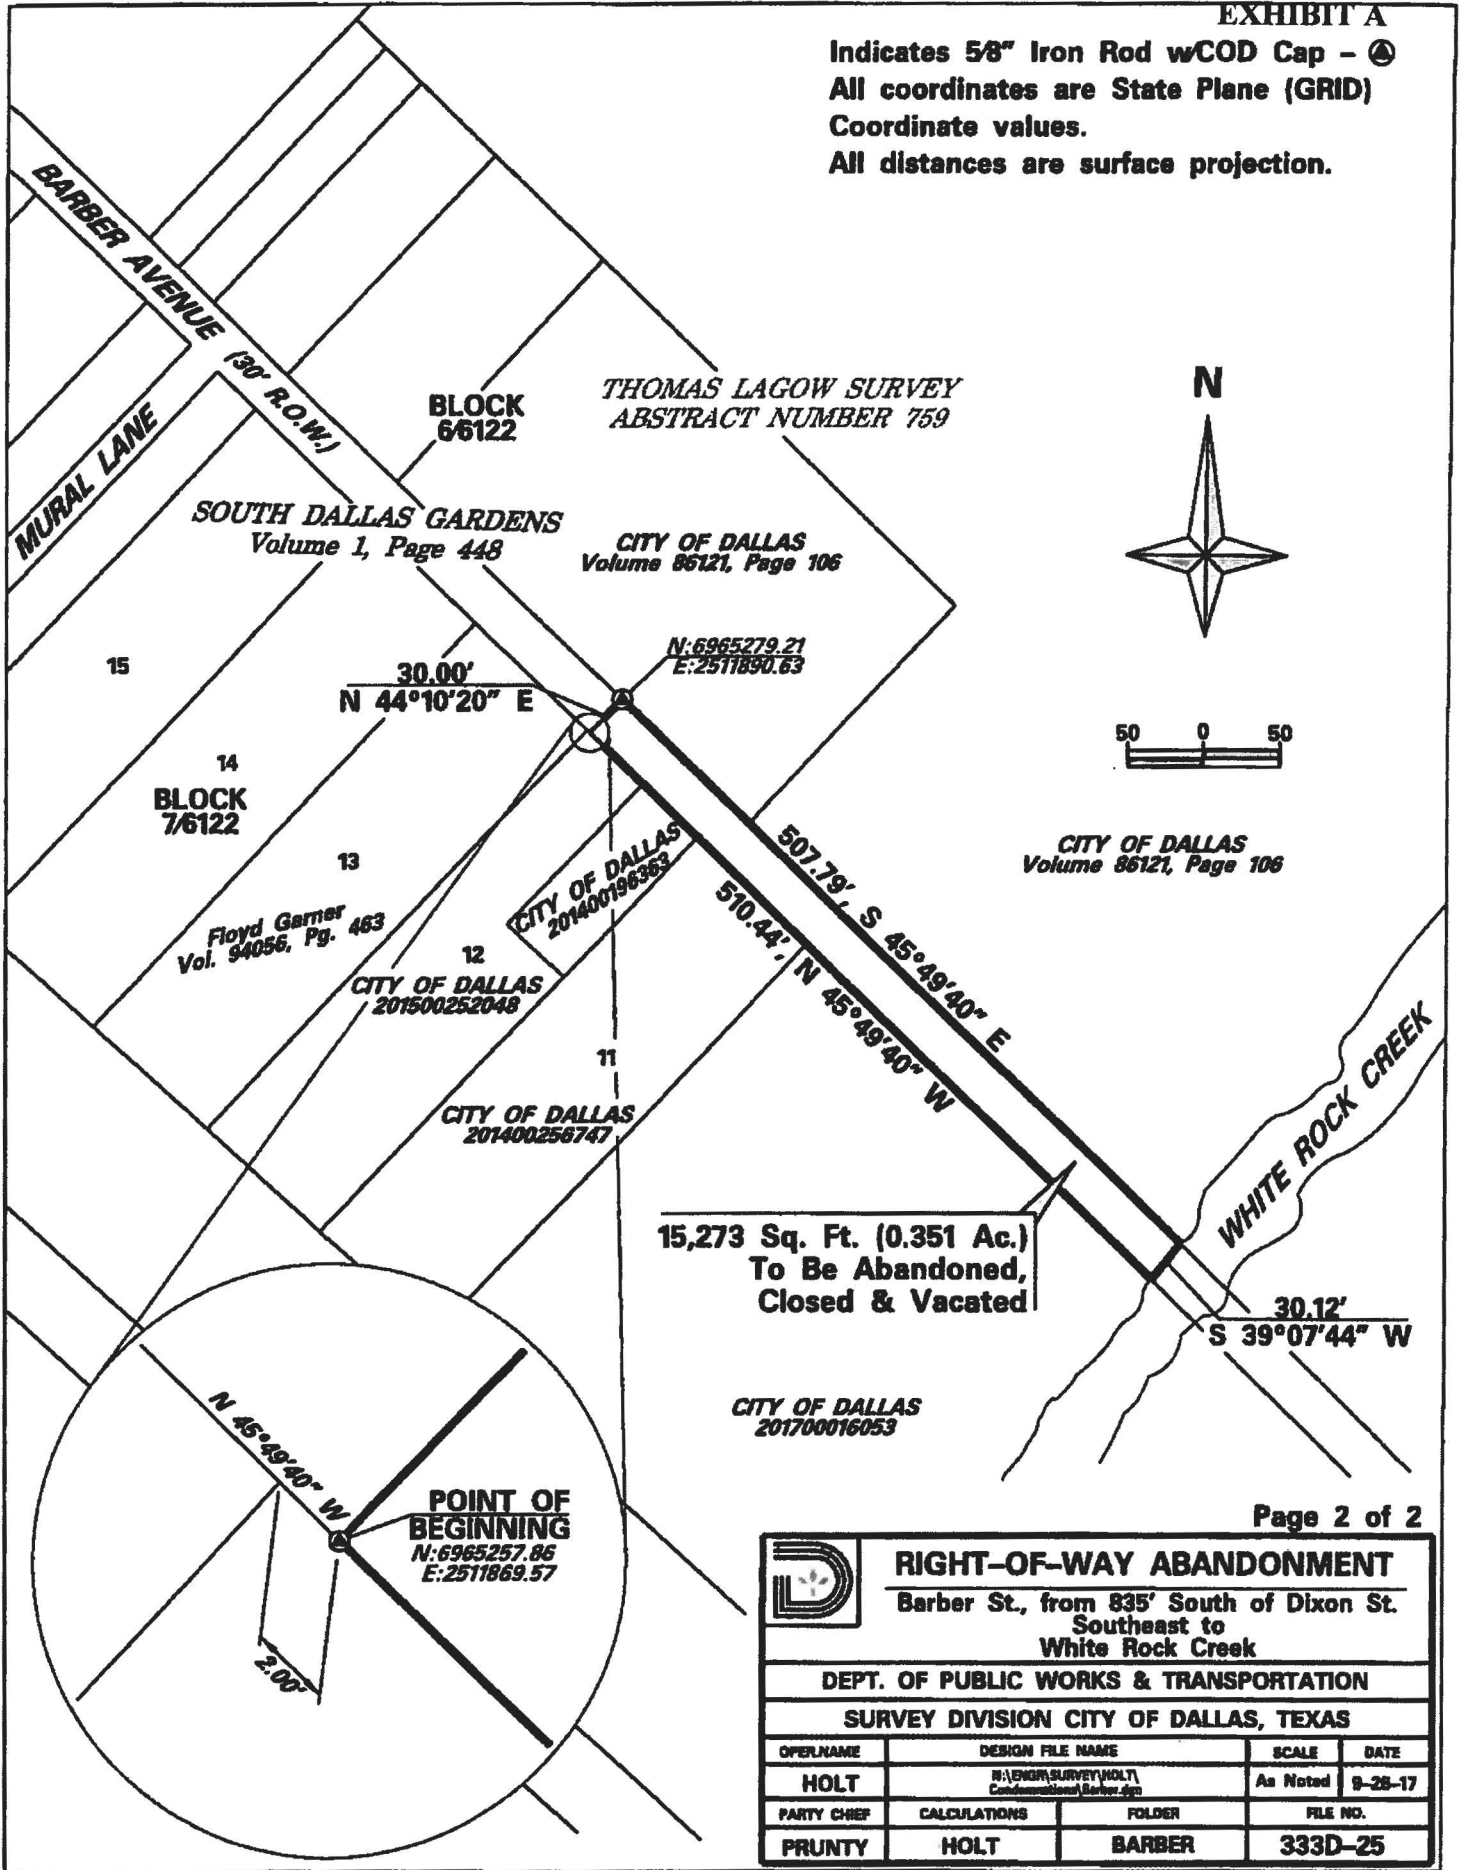 EXHIBIT A
Indicates 5/8" Iron Rod w/COD Cap -
All coordinates are State Plane (GRID)
Coordinate values.
All distances are surface projection.
BARBER AVENUE (30' R.O.W.)
MURAL LANE
BLOCK
6/6122
THOMAS LAGOW SURVEY
ABSTRACT NUMBER 759
N
SOUTH DALLAS GARDENS
Volume 1, Page 448
CITY OF DALLAS
Volume 86121, Page 106
N:6965279.21
E:2511890.63
15
30.00'
N 44°10'20" E
50 0 50
14
BLOCK
7/6122
13
Floyd Garner
Vol. 94056, Pg. 463
CITY OF DALLAS
201400196363
507.79', S 45°49'40" E
510.44', N 45°49'40" W
CITY OF DALLAS
Volume 86121, Page 106
12
CITY OF DALLAS
201500252048
11
CITY OF DALLAS
201400256747
WHITE ROCK CREEK
15,273 Sq. Ft. (0.351 Ac.)
To Be Abandoned,
Closed & Vacated
30.12'
S 39°07'44" W
CITY OF DALLAS
201700016053
N 45°49'40" W
POINT OF
BEGINNING
N:6965257.86
E:2511869.57
2.00'
Page 2 of 2
RIGHT-OF-WAY ABANDONMENT
Barber St., from 835' South of Dixon St.
Southeast to
White Rock Creek
DEPT. OF PUBLIC WORKS & TRANSPORTATION
SURVEY DIVISION CITY OF DALLAS, TEXAS
OPER.NAME DESIGN FILE NAME SCALE DATE
HOLT N:\ENGR\SURVEY\HOLT\ As Noted 9-26-17
Condemnations\Barber.dgn
PARTY CHIEF CALCULATIONS FOLDER FILE NO.
PRUNTY HOLT BARBER 333D-25